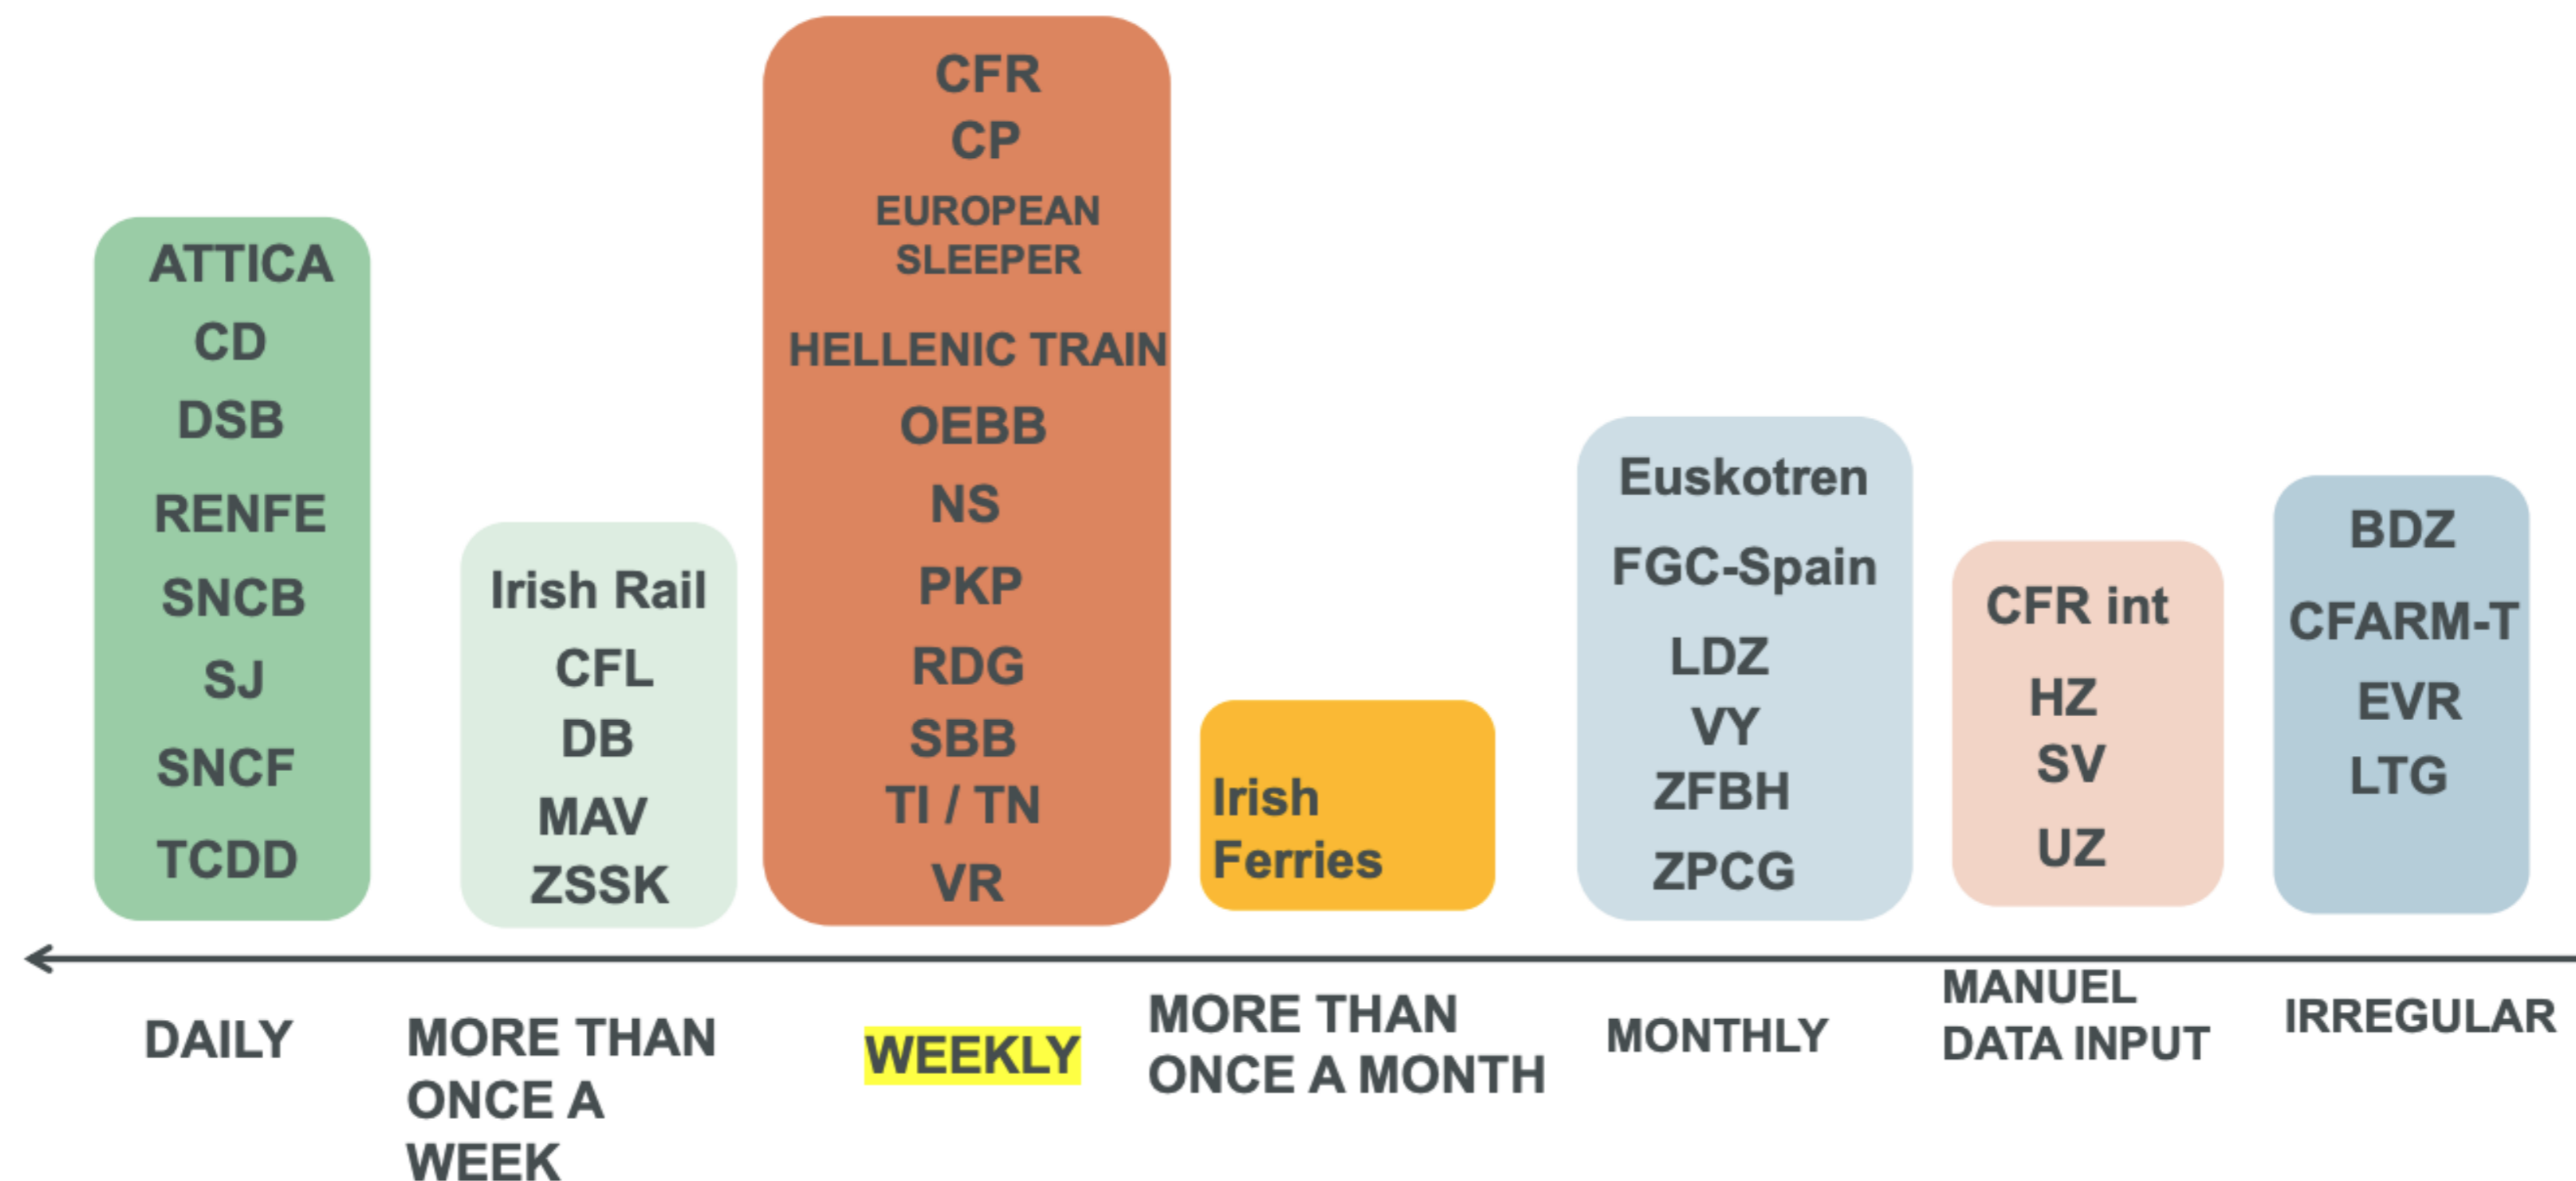 ATTICA
CD
DSB
RENFE
SNCB
SJ
SNCF
TCDD
DAILY
Irish Rail
CFL
DB
MAV
ZSSK
MORE THAN
ONCE A
WEEK
CFR
CP
EUROPEAN
SLEEPER
HELLENIC TRAIN
OEBB
NS
PKP
RDG
SBB
TI / TN
VR
WEEKLY
Irish
Ferries
MORE THAN
ONCE A MONTH
Euskotren
FGC-Spain
LDZ
VY
ZFBH
ZPCG
MONTHLY
CFR int
HZ
SV
UZ
MANUEL
DATA INPUT
BDZ
CFARM-T
EVR
LTG
IRREGULAR